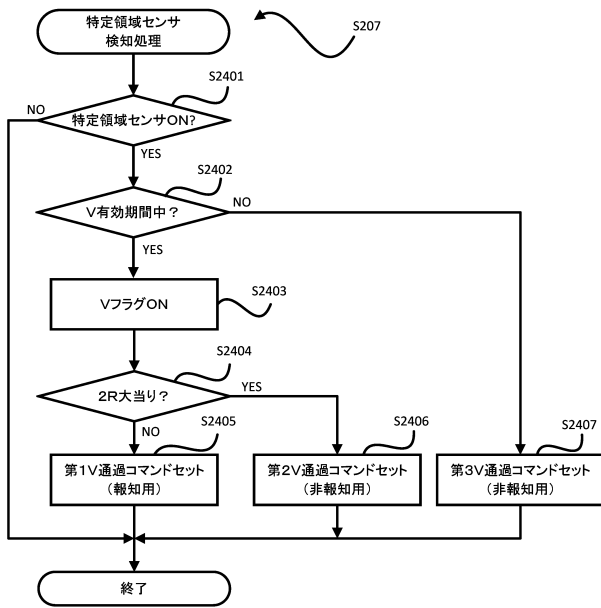 特定領域センサ
検知処理
S207
S2401
NO
特定領域センサON?
YES
S2402
V有効期間中？
NO
YES
VフラグON
S2403
S2404
2R大当り？
YES
NO
S2405
S2406
S2407
第1V通過コマンドセット
（報知用）
第2V通過コマンドセット
（非報知用）
第3V通過コマンドセット
（非報知用）
終了